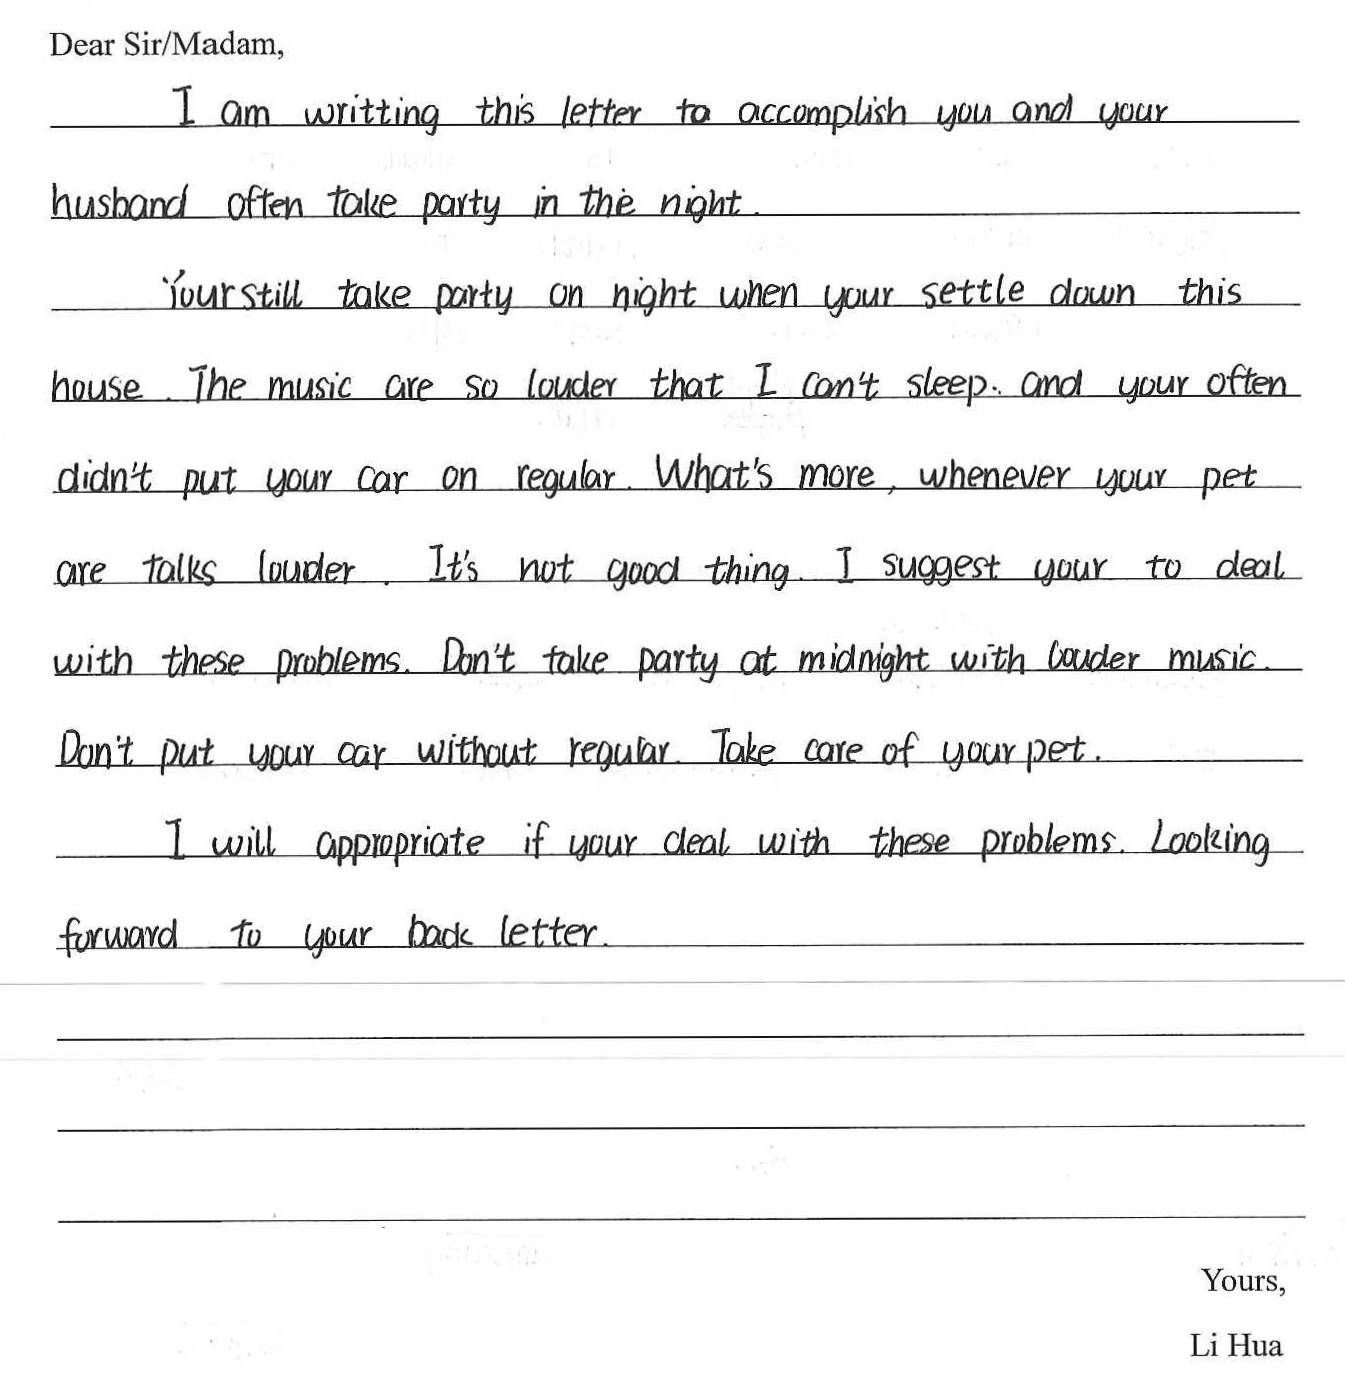 Dear Sir/Madam,
I am writting this letter to accomplish you and your
husband often take party in the night.
Your still take party on night when your settle down this
house. The music are so louder that I can't sleep. and your often
didn't put your car on regular. What's more, whenever your pet
are talks louder. It's not good thing. I suggest your to deal
with these problems. Don't take party at midnight with louder music.
Don't put your car without regular. Take care of your pet.
I will appropriate if your deal with these problems. Looking
forward to your back letter.
Yours,
Li Hua